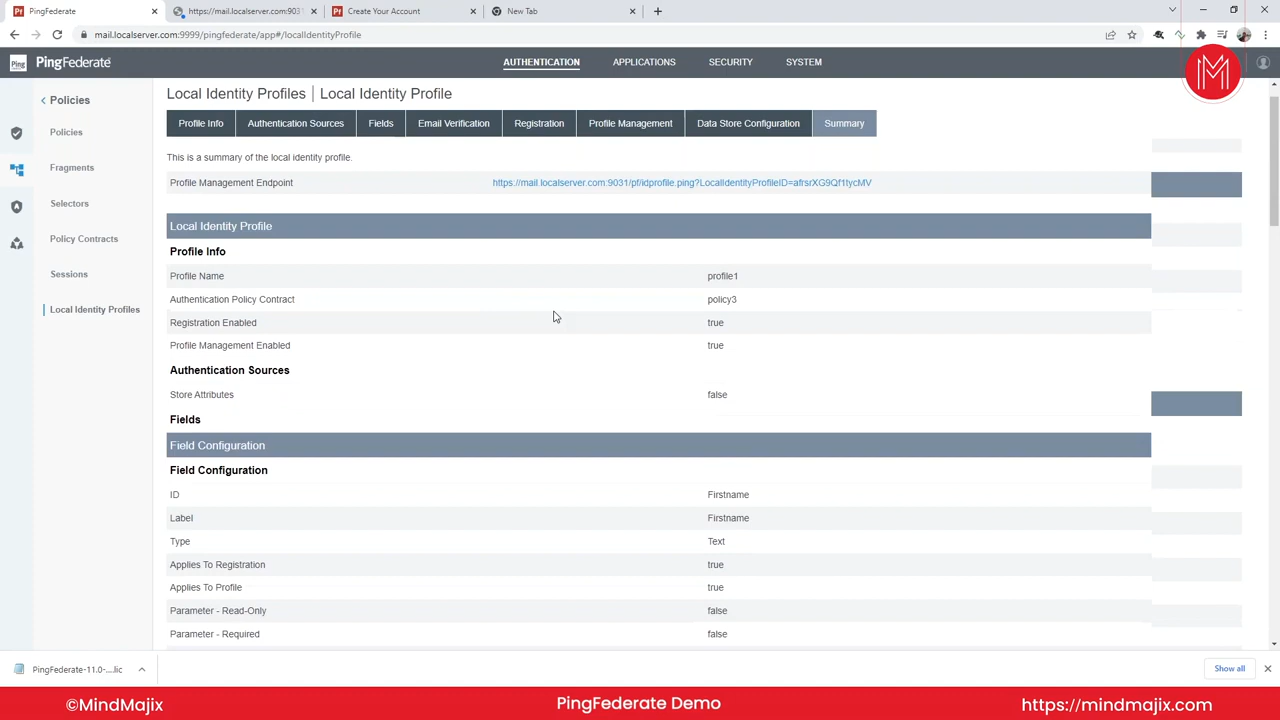 PingFederate
https://mail.localserver.com:903
Create Your Account
New Tab
mail.localserver.com:9999/pingfederate/app#/localIdentityProfile
Ping PingFederate
AUTHENTICATION
APPLICATIONS
SECURITY
SYSTEM
M
Policies
Policies
Fragments
Selectors
Policy Contracts
Sessions
Local Identity Profiles
Local Identity Profiles | Local Identity Profile
Profile Info
Authentication Sources
Fields
Email Verification
Registration
Profile Management
Data Store Configuration
Summary
This is a summary of the local identity profile.
Profile Management Endpoint https://mail.localserver.com:9031/pf/idprofile.ping?LocalIdentityProfileID=afrsrXG9Qf1tycMV
Local Identity Profile
Profile Info
Profile Name profile1
Authentication Policy Contract policy3
Registration Enabled true
Profile Management Enabled true
Authentication Sources
Store Attributes false
Fields
Field Configuration
Field Configuration
ID Firstname
Label Firstname
Type Text
Applies To Registration true
Applies To Profile true
Parameter - Read-Only false
Parameter - Required false
PingFederate-11.0-....lic
Show all
©MindMajix
PingFederate Demo
https://mindmajix.com